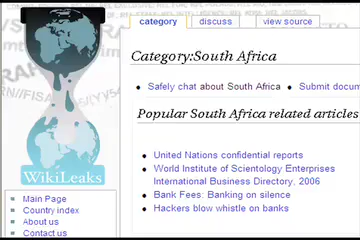 category
discuss
view source
Category:South Africa
Safely chat about South Africa
Submit docum
Popular South Africa related articles
United Nations confidential reports
World Institute of Scientology Enterprises
International Business Directory, 2006
Bank Fees: Banking on silence
Hackers blow whistle on banks
WikiLeaks
Main Page
Country index
About us
Contact us